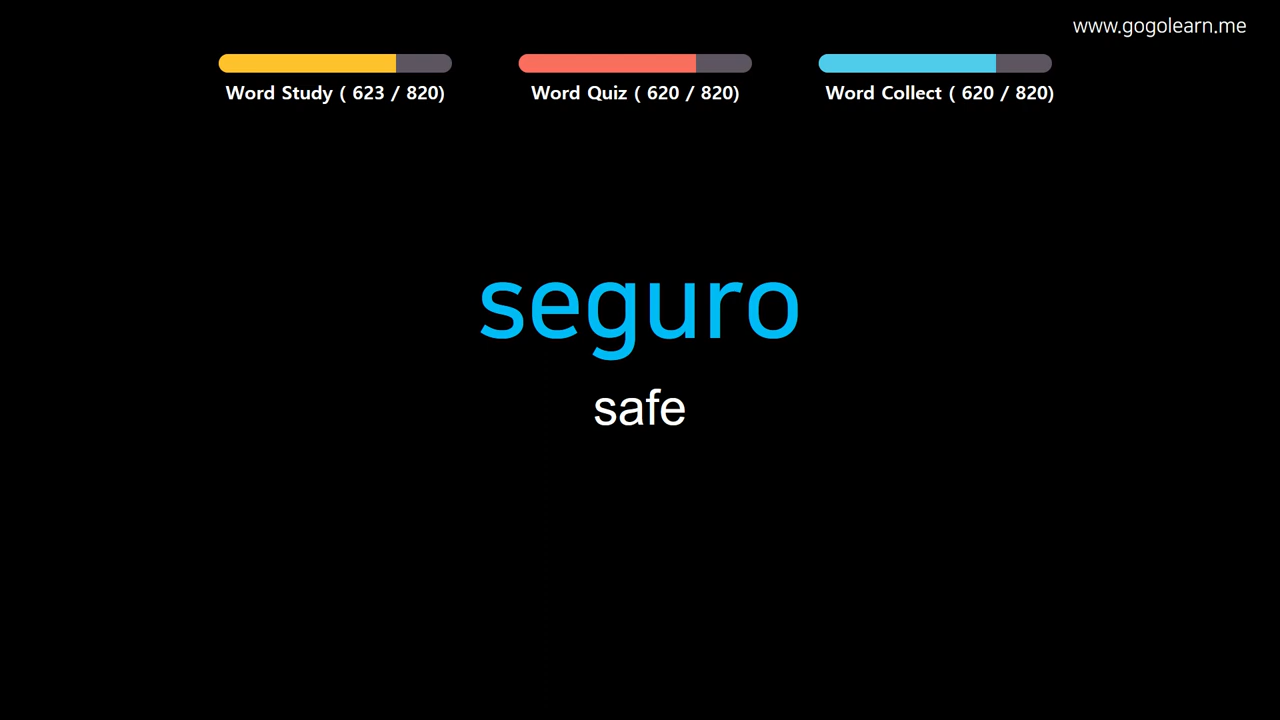 www.gogolearn.me
Word Study ( 623 / 820)
Word Quiz ( 620 / 820)
Word Collect ( 620 / 820)
seguro
safe